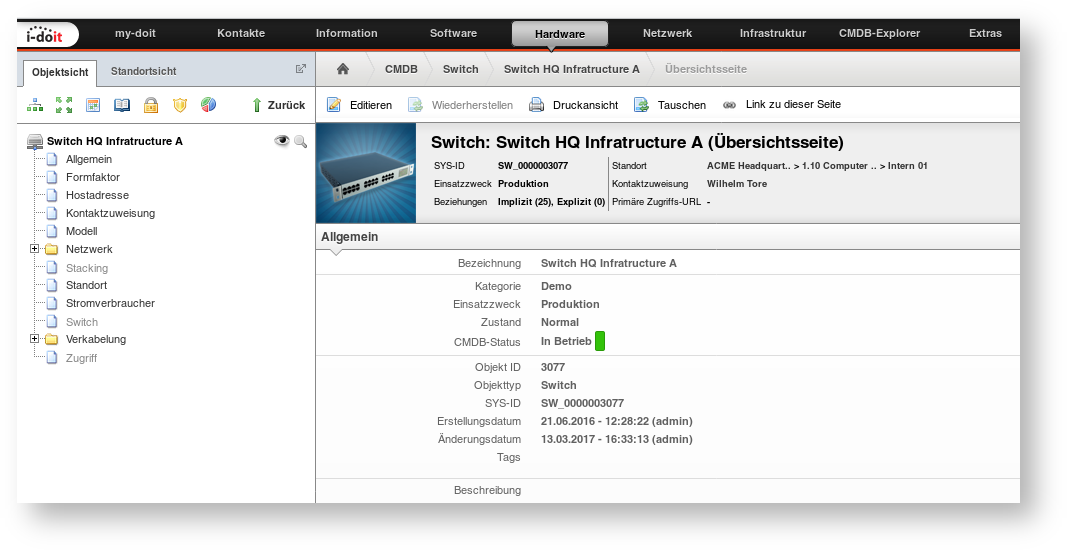 i-doit my-doit Kontakte Information Software Hardware Netzwerk Infrastruktur CMDB-Explorer Extras
Objektsicht Standortsicht
CMDB Switch Switch HQ Infratructure A Übersichtsseite
Zurück
Editieren Wiederherstellen Druckansicht Tauschen Link zu dieser Seite
Switch HQ Infratructure A
Allgemein
Formfaktor
Hostadresse
Kontaktzuweisung
Modell
Netzwerk
Stacking
Standort
Stromverbraucher
Switch
Verkabelung
Zugriff
Switch: Switch HQ Infratructure A (Übersichtsseite)
SYS-ID SW_0000003077 Standort ACME Headquart.. > 1.10 Computer .. > Intern 01
Einsatzzweck Produktion Kontaktzuweisung Wilhelm Tore
Beziehungen Implizit (25), Explizit (0) Primäre Zugriffs-URL -
Allgemein
Bezeichnung Switch HQ Infratructure A
Kategorie Demo
Einsatzzweck Produktion
Zustand Normal
CMDB-Status In Betrieb
Objekt ID 3077
Objekttyp Switch
SYS-ID SW_0000003077
Erstellungsdatum 21.06.2016 - 12:28:22 (admin)
Änderungsdatum 13.03.2017 - 16:33:13 (admin)
Tags
Beschreibung